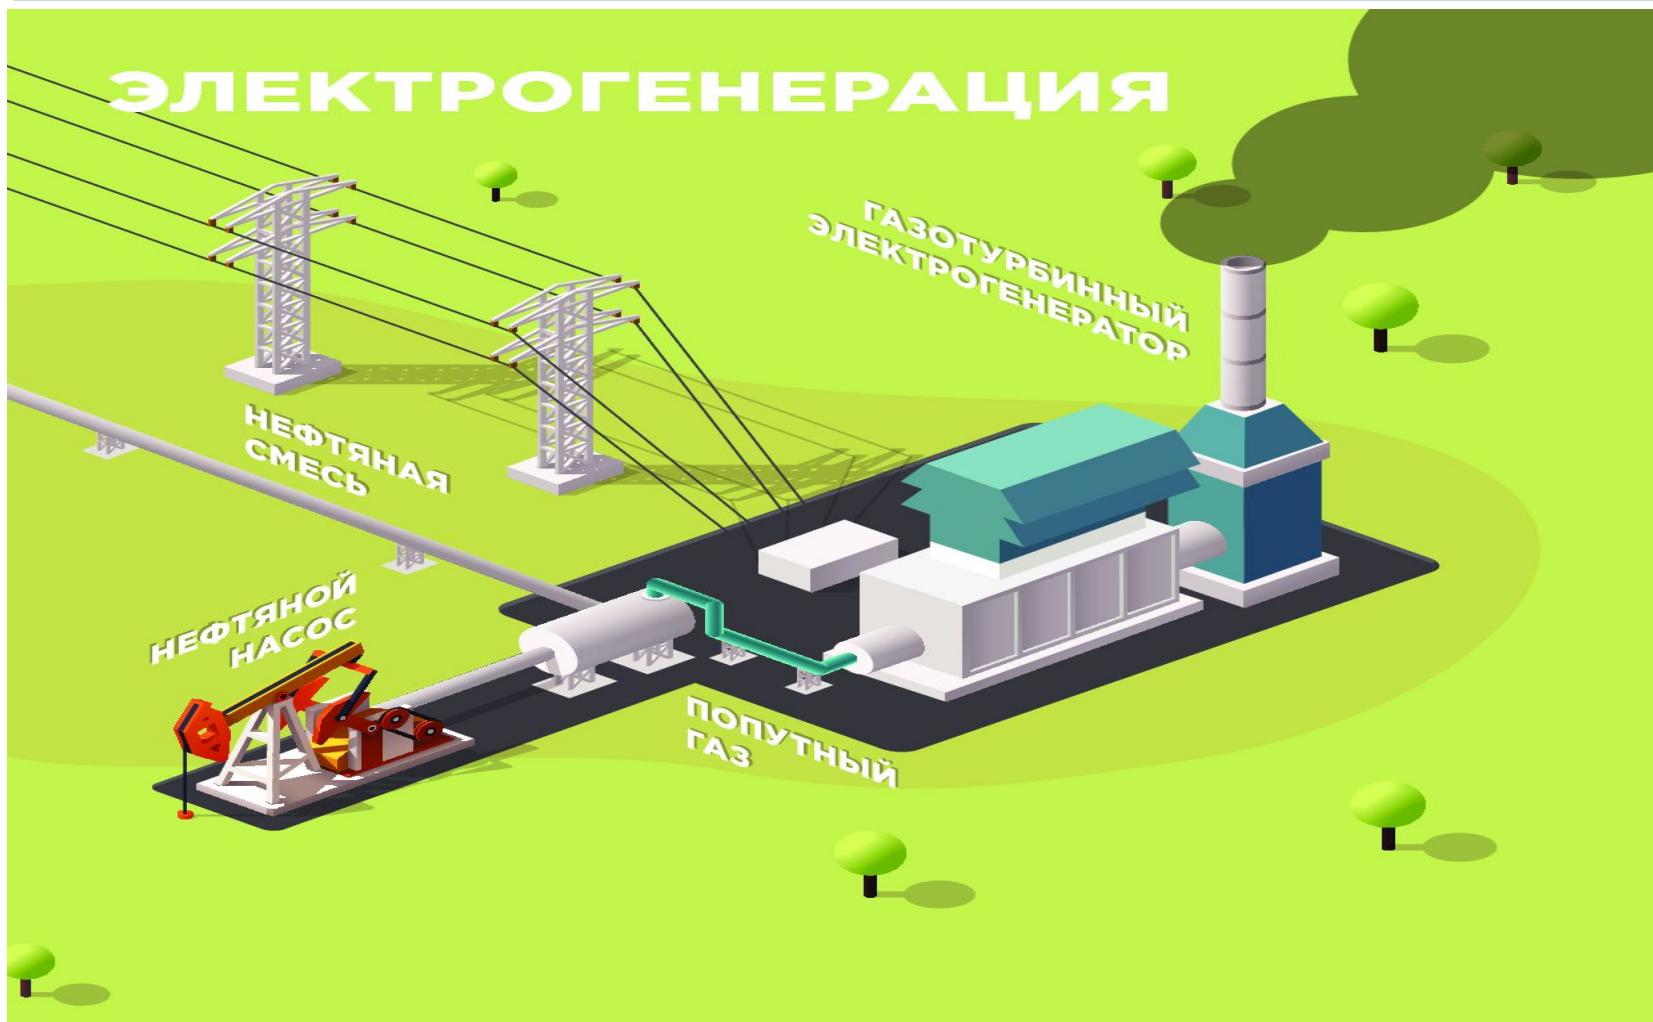 ЭЛЕКТРОГЕНЕРАЦИЯ
ГАЗОТУРБИННЫЙ
ЭЛЕКТРОГЕНЕРАТОР
НЕФТЯНАЯ
СМЕСЬ
НЕФТЯНОЙ
НАСОС
ПОПУТНЫЙ
ГАЗ